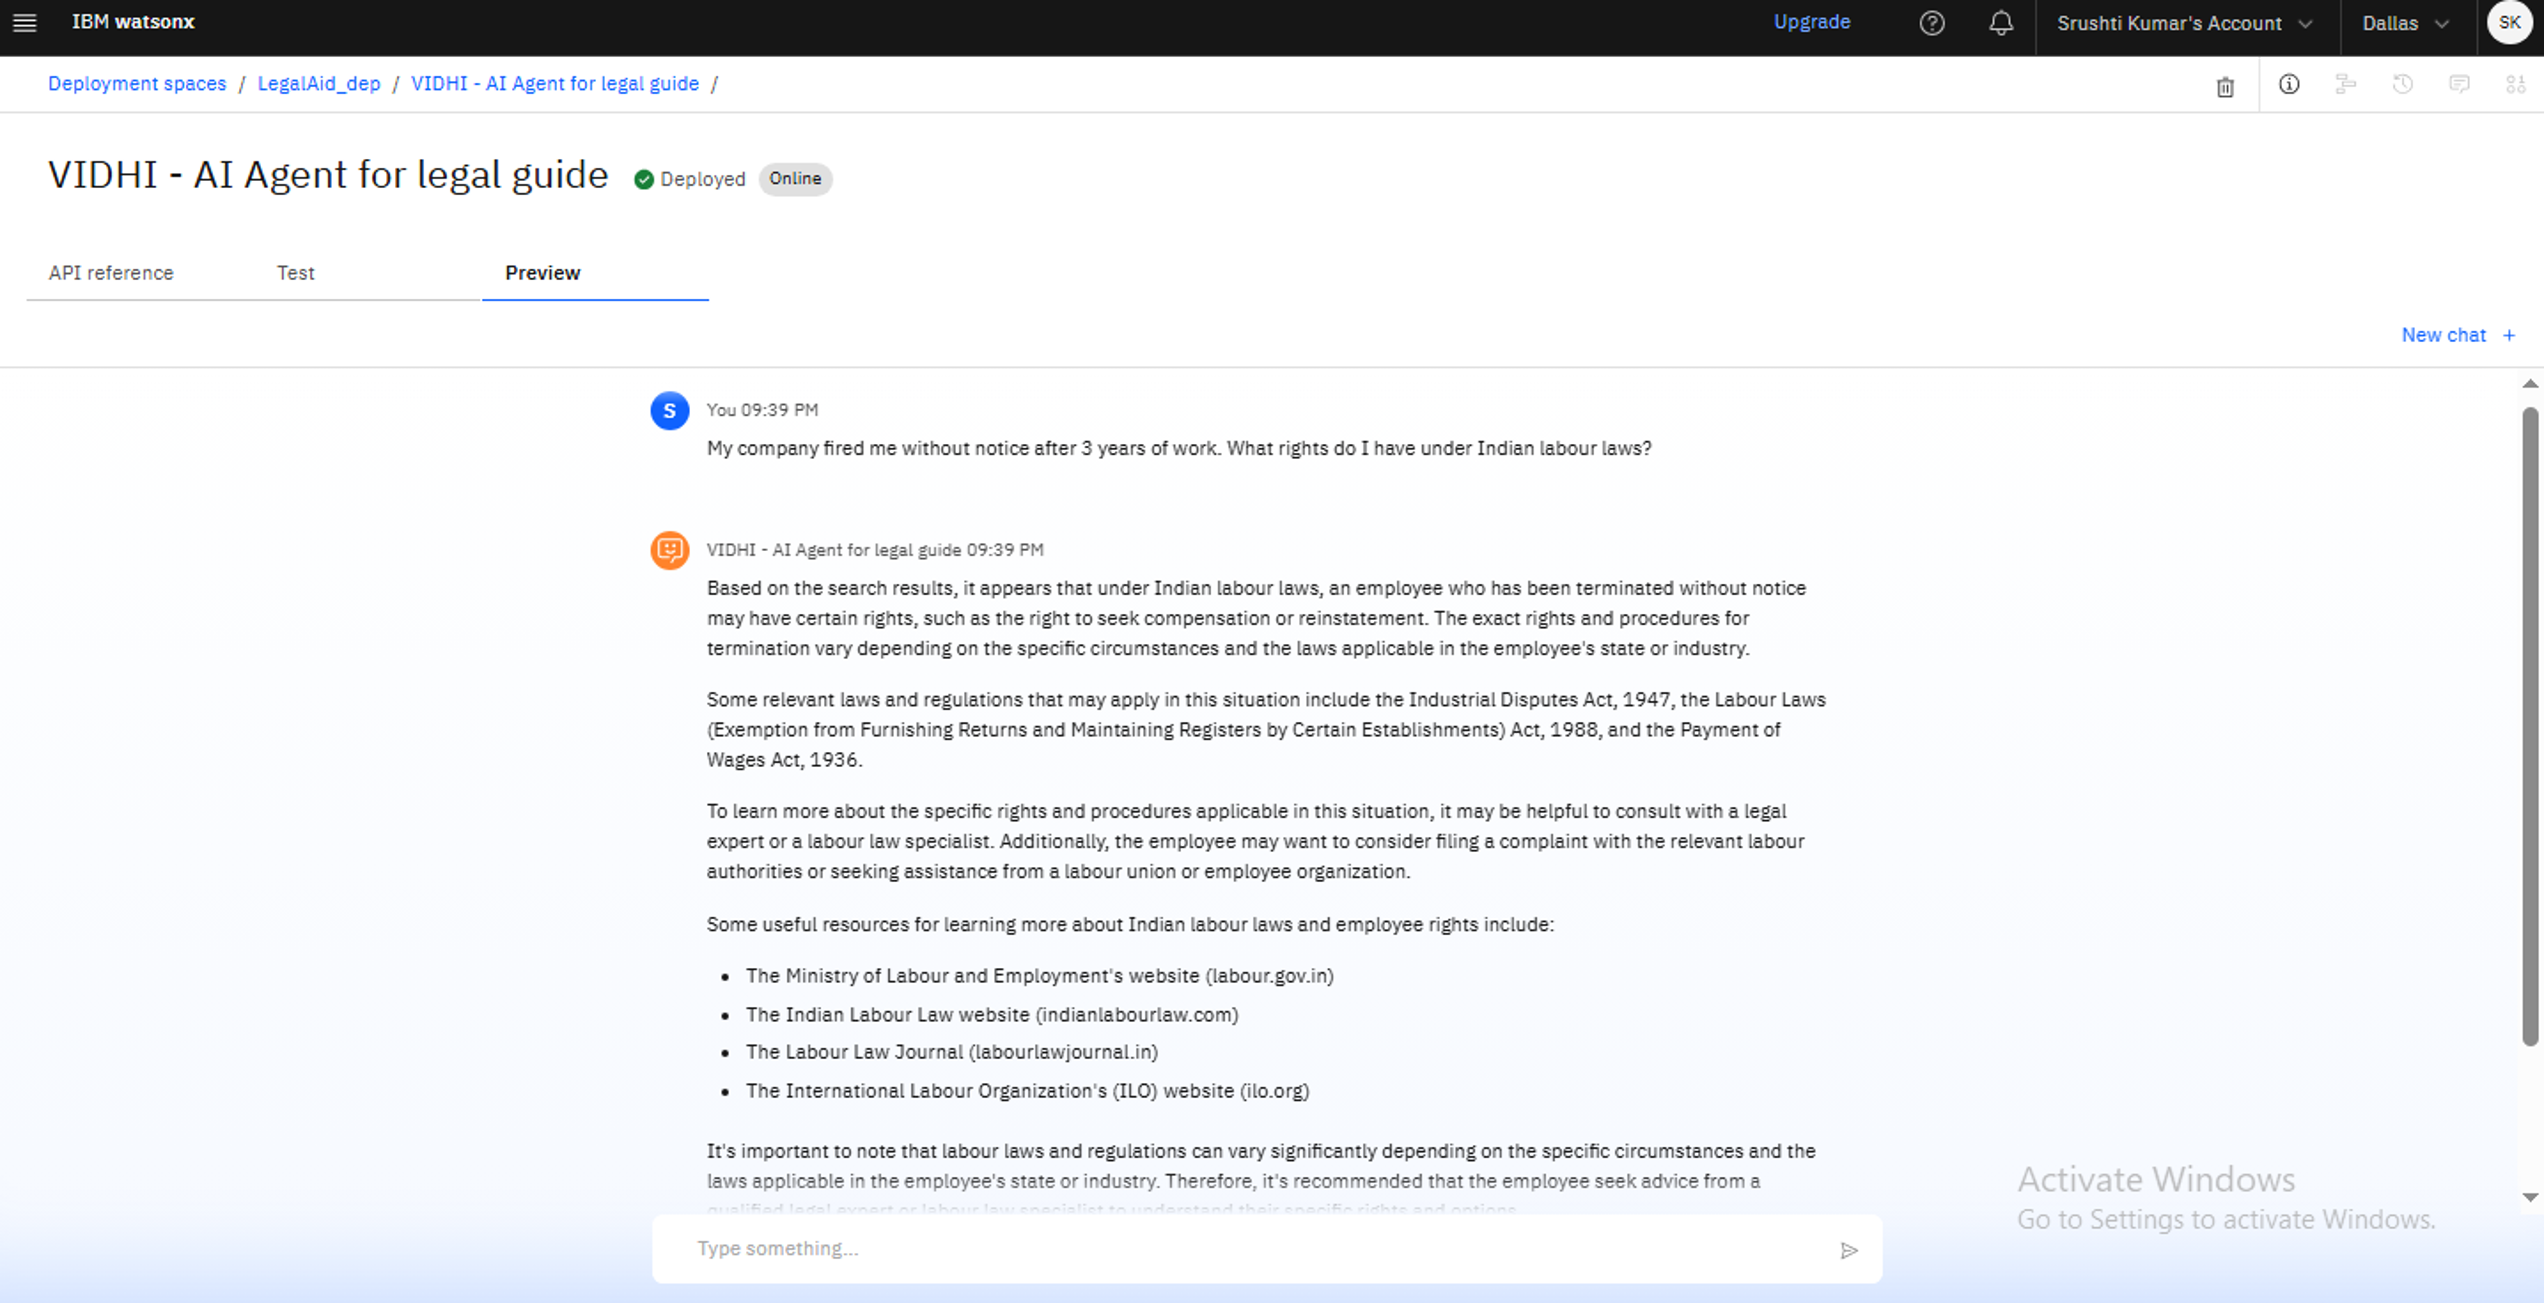 IBM watsonx
Upgrade
Srushti Kumar's Account
Dallas
SK
Deployment spaces / LegalAid_dep / VIDHI - AI Agent for legal guide /
VIDHI - AI Agent for legal guide
Deployed
Online
API reference
Test
Preview
New chat +
S
You 09:39 PM
My company fired me without notice after 3 years of work. What rights do I have under Indian labour laws?
VIDHI - AI Agent for legal guide 09:39 PM
Based on the search results, it appears that under Indian labour laws, an employee who has been terminated without notice
may have certain rights, such as the right to seek compensation or reinstatement. The exact rights and procedures for
termination vary depending on the specific circumstances and the laws applicable in the employee's state or industry.
Some relevant laws and regulations that may apply in this situation include the Industrial Disputes Act, 1947, the Labour Laws
(Exemption from Furnishing Returns and Maintaining Registers by Certain Establishments) Act, 1988, and the Payment of
Wages Act, 1936.
To learn more about the specific rights and procedures applicable in this situation, it may be helpful to consult with a legal
expert or a labour law specialist. Additionally, the employee may want to consider filing a complaint with the relevant labour
authorities or seeking assistance from a labour union or employee organization.
Some useful resources for learning more about Indian labour laws and employee rights include:
• The Ministry of Labour and Employment's website (labour.gov.in)
• The Indian Labour Law website (indianlabourlaw.com)
• The Labour Law Journal (labourlawjournal.in)
• The International Labour Organization's (ILO) website (ilo.org)
It's important to note that labour laws and regulations can vary significantly depending on the specific circumstances and the
laws applicable in the employee's state or industry. Therefore, it's recommended that the employee seek advice from a
qualified legal expert or labour law specialist to understand their specific rights and options.
Type something...
Activate Windows
Go to Settings to activate Windows.